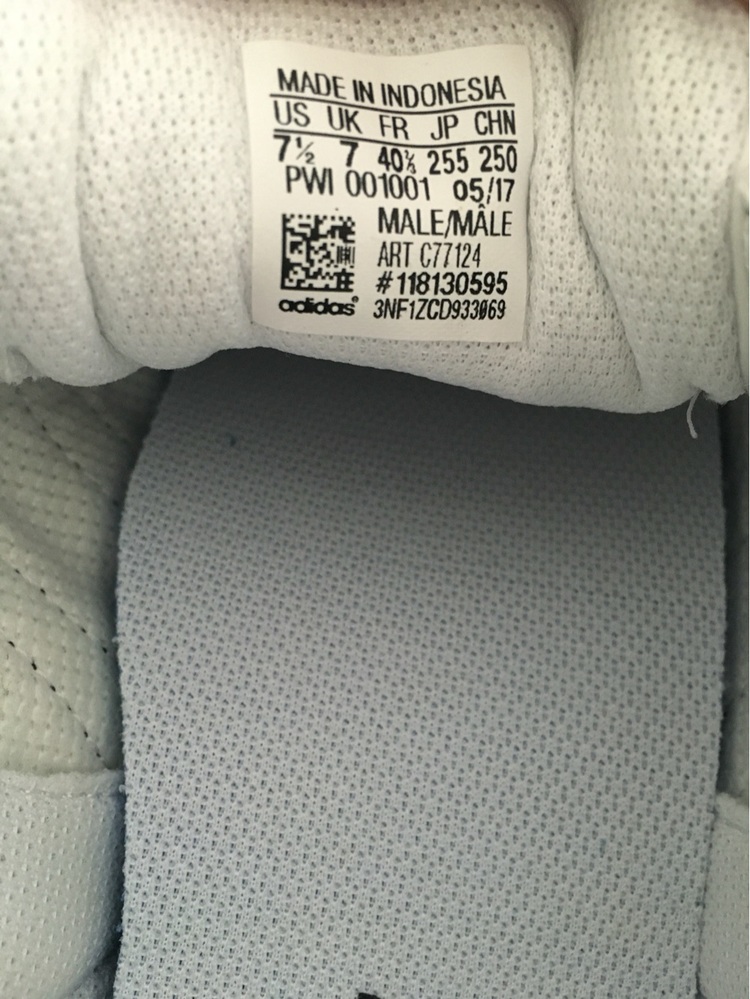 MADE IN INDONESIA
US UK FR JP CHN
7½ 7 40⅔ 255 250
PWI 001001 05/17
MALE/MÂLE
ART C77124
#118130595
adidas® 3NF1ZCD933069